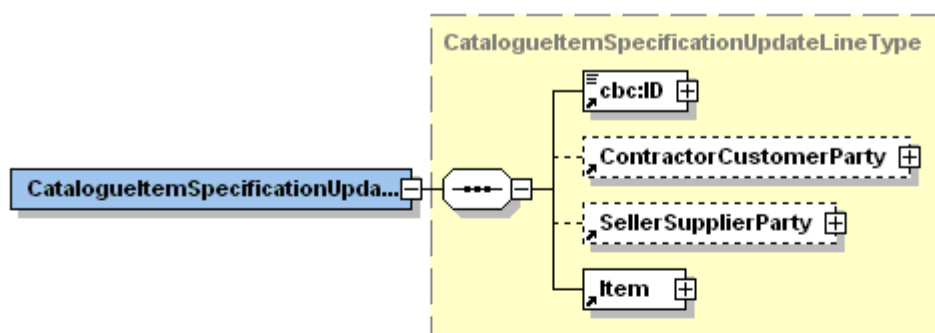 CatalogueItemSpecificationUpdateLineType
cbc:ID
ContractorCustomerParty
CatalogueItemSpecificationUpda...
SellerSupplierParty
Item